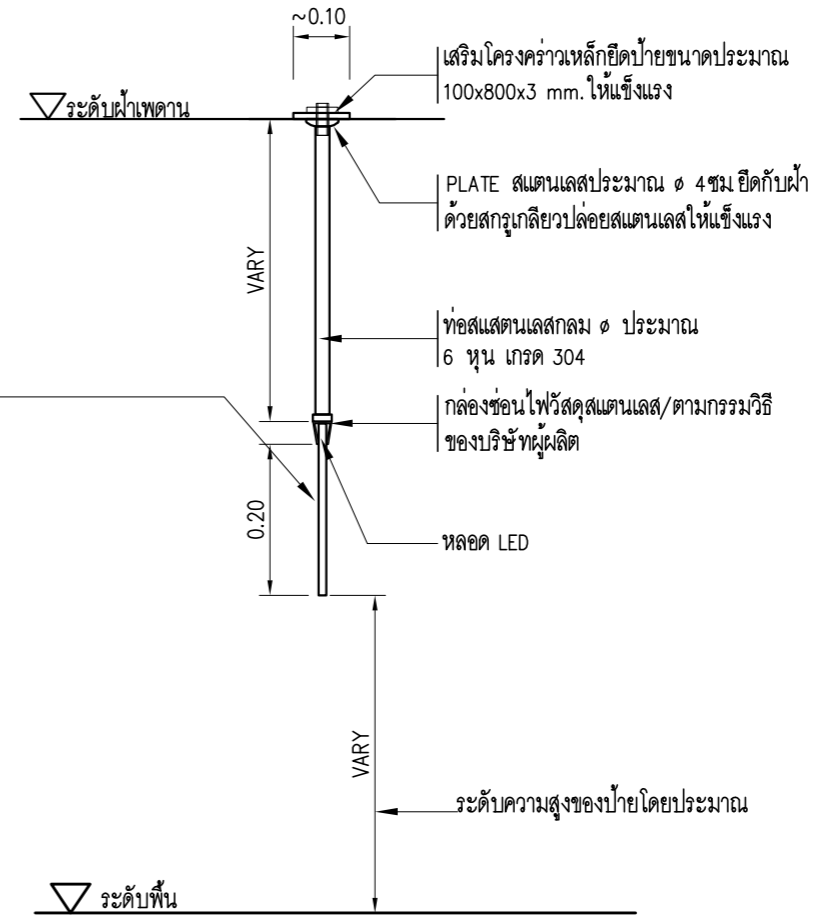 ~0.10
เสริมโครงคร่าวเหล็กยึดป้ายขนาดประมาณ
100x800x3 mm. ให้แข็งแรง
ระดับฝ้าเพดาน
PLATE สแตนเลสประมาณ ø 4ซม.ยึดกับฝ้า
ด้วยสกรูเกลียวปล่อยสแตนเลสให้แข็งแรง
VARY
ท่อสแสตนเลสกลม ø ประมาณ
6 หุน เกรด 304
กล่องซ่อนไฟวัสดุสแตนเลส/ตามกรรมวิธี
ของบริษัทผู้ผลิต
0.20
หลอด LED
VARY
ระดับความสูงของป้ายโดยประมาณ
ระดับพื้น